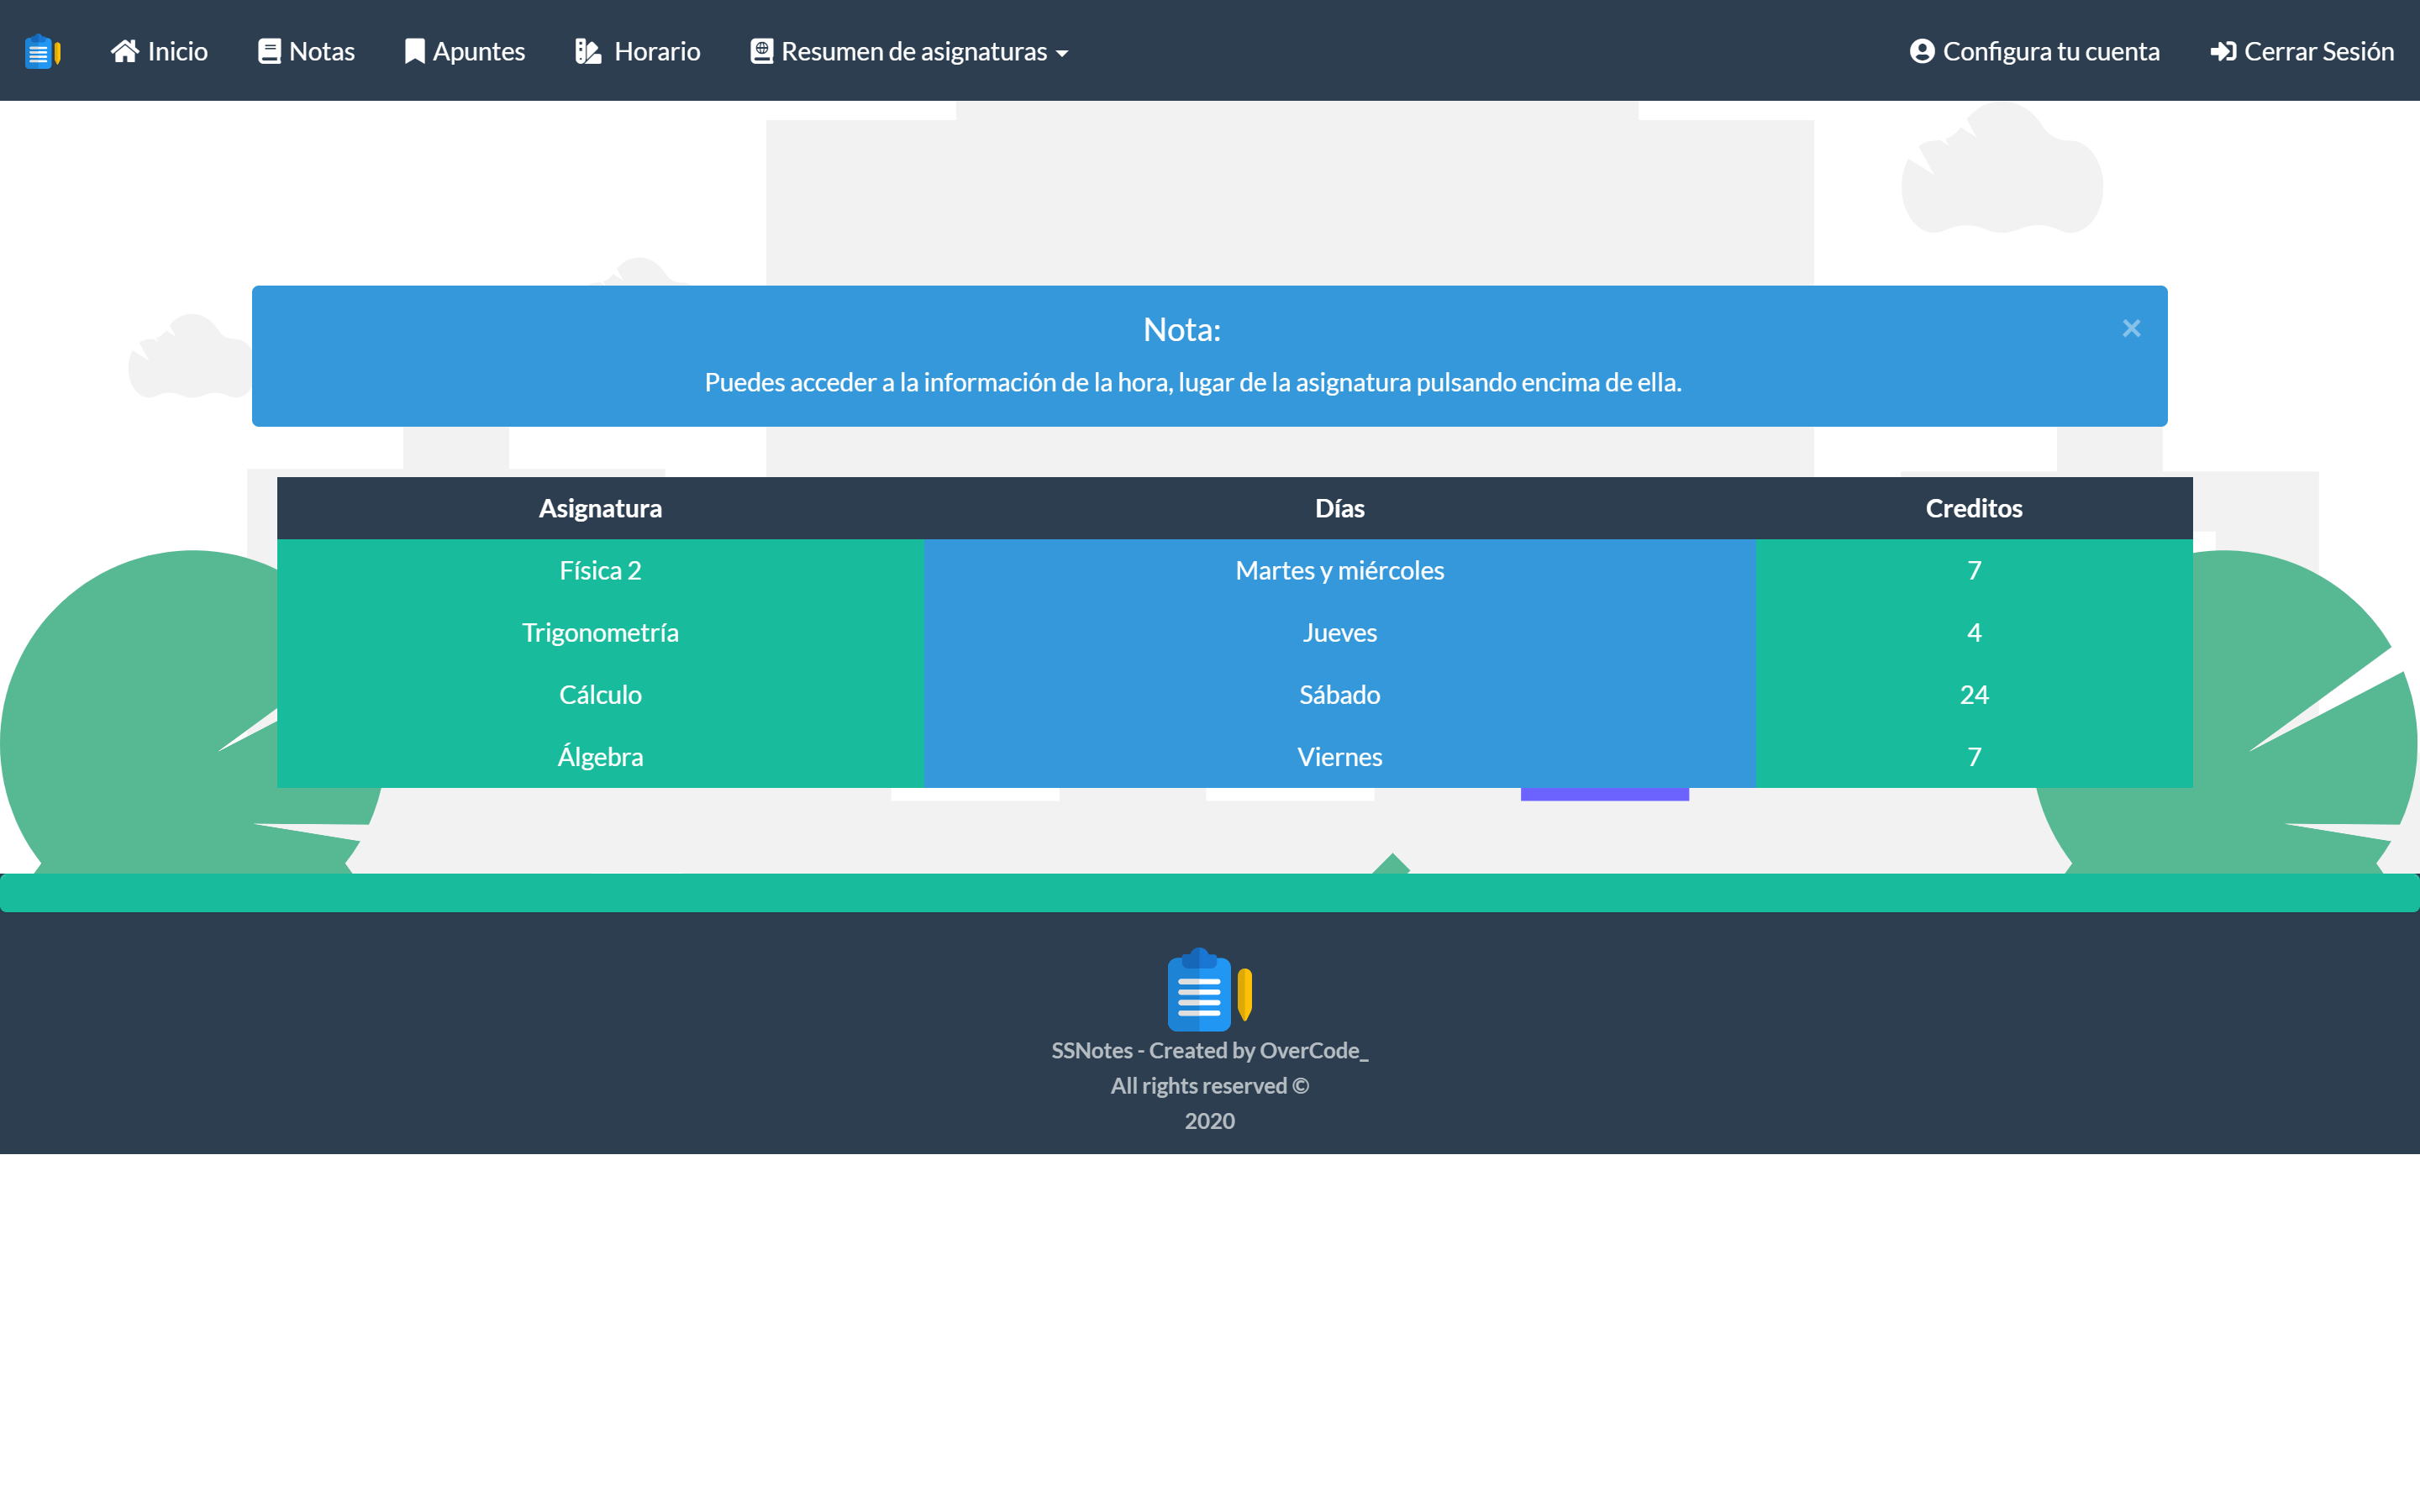 Inicio Notas Apuntes Horario Resumen de asignaturas Configura tu cuenta Cerrar Sesión
Nota:
×
Puedes acceder a la información de la hora, lugar de la asignatura pulsando encima de ella.
Asignatura Días Creditos
Física 2 Martes y miércoles 7
Trigonometría Jueves 4
Cálculo Sábado 24
Álgebra Viernes 7
SSNotes - Created by OverCode_
All rights reserved ©
2020